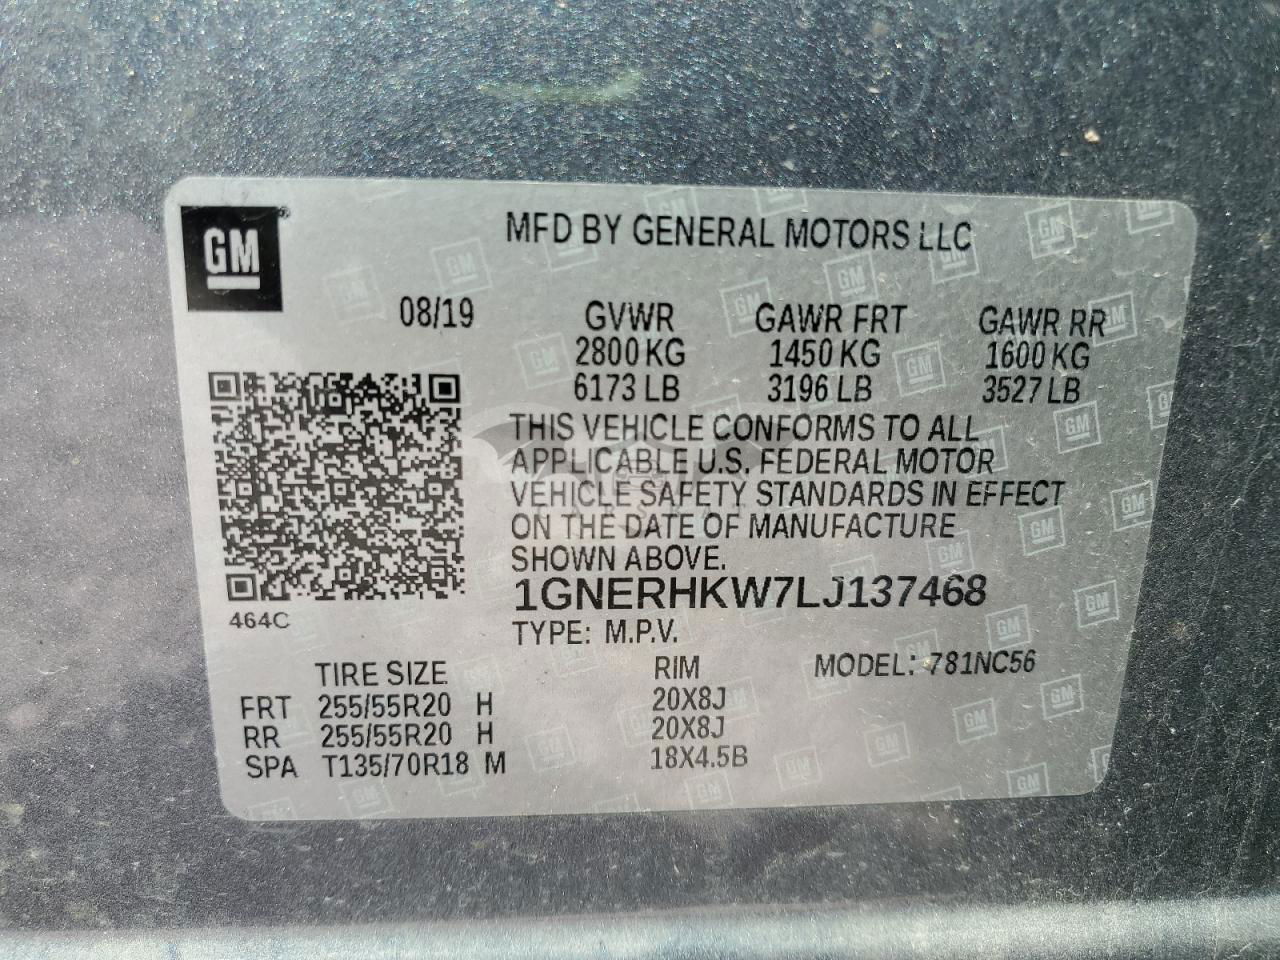 GM
MFD BY GENERAL MOTORS LLC
08/19 GVWR GAWR FRT GAWR RR
2800 KG 1450 KG 1600 KG
6173 LB 3196 LB 3527 LB
THIS VEHICLE CONFORMS TO ALL
APPLICABLE U.S. FEDERAL MOTOR
VEHICLE SAFETY STANDARDS IN EFFECT
ON THE DATE OF MANUFACTURE
SHOWN ABOVE.
1GNERHKW7LJ137468
464C
TYPE: M.P.V.
TIRE SIZE RIM MODEL: 781NC56
FRT 255/55R20 H 20X8J
RR 255/55R20 H 20X8J
SPA T135/70R18 M 18X4.5B